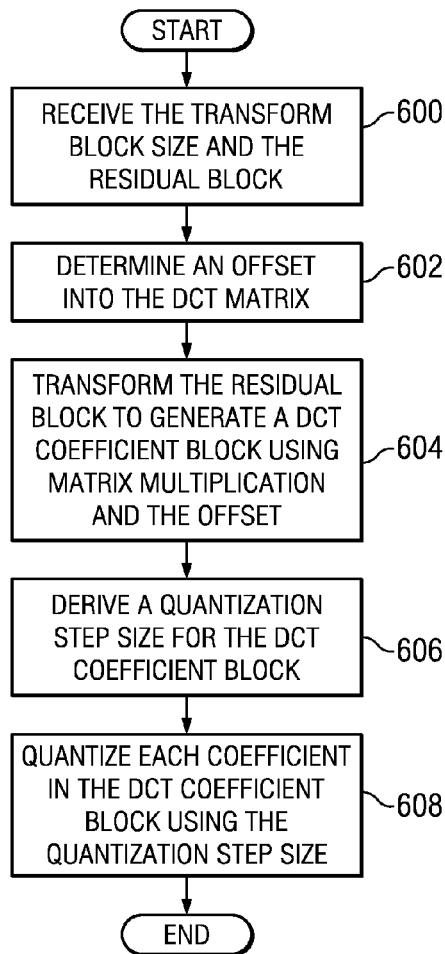 START
RECEIVE THE TRANSFORM
BLOCK SIZE AND THE
RESIDUAL BLOCK
600
DETERMINE AN OFFSET
INTO THE DCT MATRIX
602
TRANSFORM THE RESIDUAL
BLOCK TO GENERATE A DCT
COEFFICIENT BLOCK USING
MATRIX MULTIPLICATION
AND THE OFFSET
604
DERIVE A QUANTIZATION
STEP SIZE FOR THE DCT
COEFFICIENT BLOCK
606
QUANTIZE EACH COEFFICIENT
IN THE DCT COEFFICIENT
BLOCK USING THE
QUANTIZATION STEP SIZE
608
END